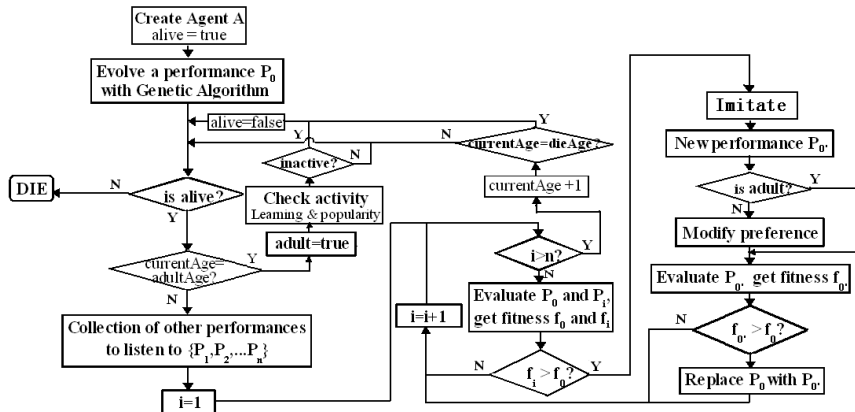 Create Agent A
alive = true
Evolve a performance P₀
with Genetic Algorithm
alive=false
Y
Y
N
currentAge=dieAge?
inactive?
N
DIE
N
is alive?
Y
Check activity
Learning & popularity
currentAge +1
adult=true
currentAge=
adultAge?
Y
N
Collection of other performances
to listen to {P₁,P₂,...Pₙ}
i=1
i>n?
Y
N
i=i+1
Evaluate P₀ and Pᵢ,
get fitness f₀ and fᵢ
N
fᵢ > f₀?
Y
Imitate
New performance P₀'
is adult?
Y
N
Modify preference
Evaluate P₀' get fitness f₀'
N
f₀' > f₀?
Y
Replace P₀ with P₀'